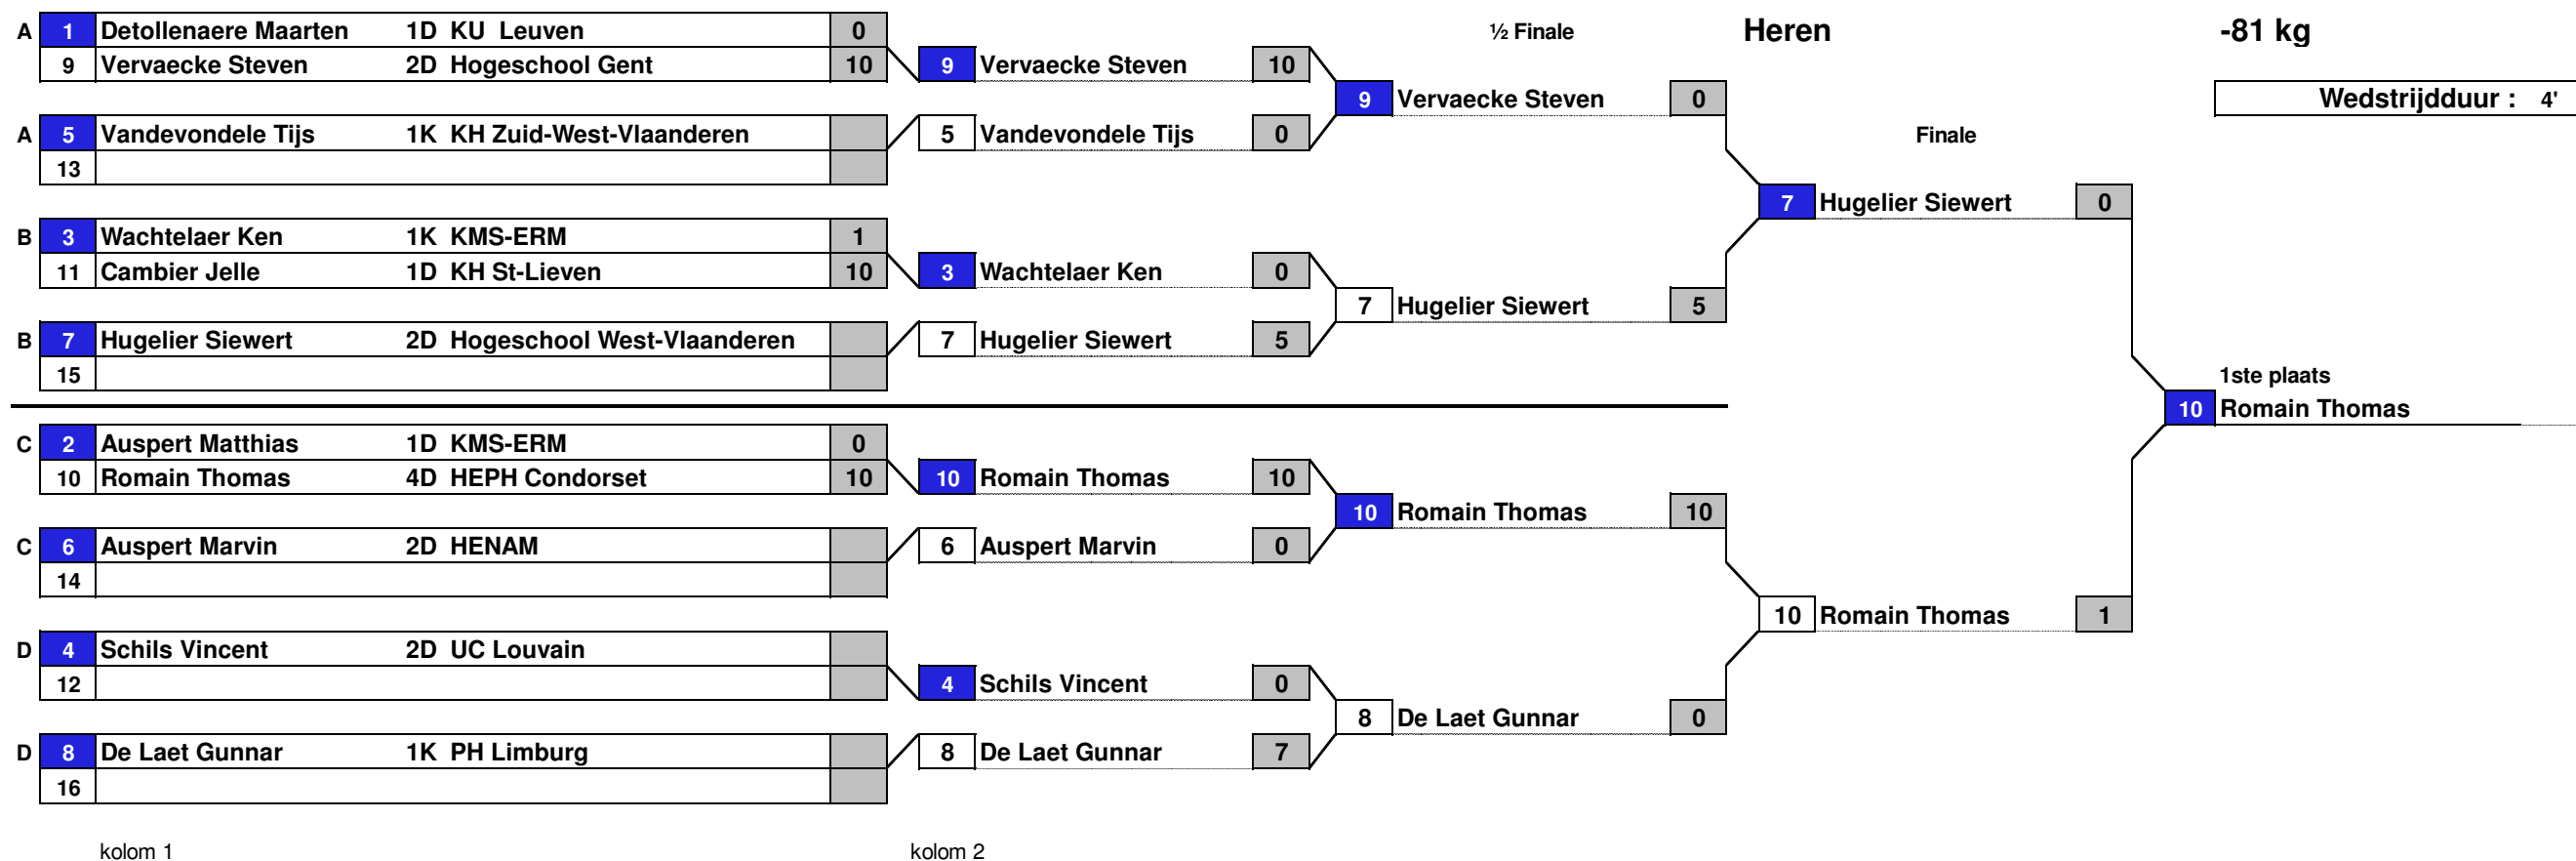 ½ Finale Heren -81 kg
A 1 Detollenaere Maarten 1D KU Leuven 0
9 Vervaecke Steven 2D Hogeschool Gent 10
9 Vervaecke Steven 10
9 Vervaecke Steven 0
Wedstrijdduur : 4'
A 5 Vandevondele Tijs 1K KH Zuid-West-Vlaanderen
5 Vandevondele Tijs 0
Finale
13
7 Hugelier Siewert 0
B 3 Wachtelaer Ken 1K KMS-ERM 1
11 Cambier Jelle 1D KH St-Lieven 10
3 Wachtelaer Ken 0
7 Hugelier Siewert 5
B 7 Hugelier Siewert 2D Hogeschool West-Vlaanderen
7 Hugelier Siewert 5
15
1ste plaats
10 Romain Thomas
C 2 Auspert Matthias 1D KMS-ERM 0
10 Romain Thomas 4D HEPH Condorset 10
10 Romain Thomas 10
10 Romain Thomas 10
C 6 Auspert Marvin 2D HENAM
6 Auspert Marvin 0
14
10 Romain Thomas 1
D 4 Schils Vincent 2D UC Louvain
12
4 Schils Vincent 0
8 De Laet Gunnar 0
D 8 De Laet Gunnar 1K PH Limburg
8 De Laet Gunnar 7
16
kolom 1 kolom 2